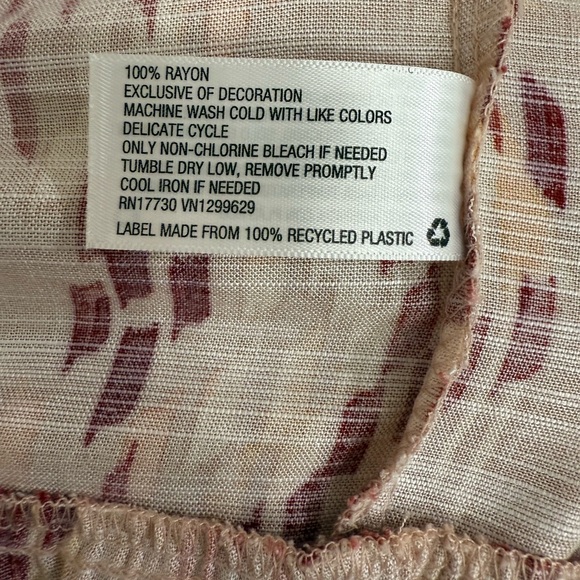 100% RAYON
EXCLUSIVE OF DECORATION
MACHINE WASH COLD WITH LIKE COLORS
DELICATE CYCLE
ONLY NON-CHLORINE BLEACH IF NEEDED
TUMBLE DRY LOW, REMOVE PROMPTLY
COOL IRON IF NEEDED
RN17730 VN1299629
LABEL MADE FROM 100% RECYCLED PLASTIC